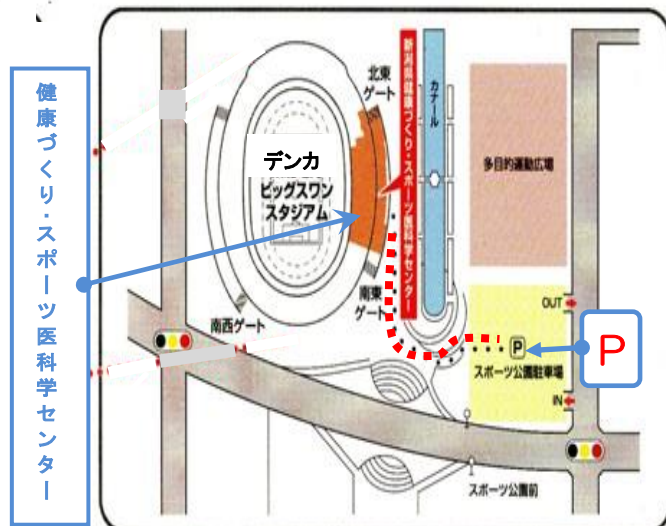 健康づくり・スポーツ医科学センター
北東
ゲート
新潟県健康づくり・スポーツ医科学センター
カナール
多目的運動広場
デンカ
ビッグスワン
スタジアム
南東
ゲート
南西ゲート
OUT
P
P
スポーツ公園駐車場
IN
スポーツ公園前